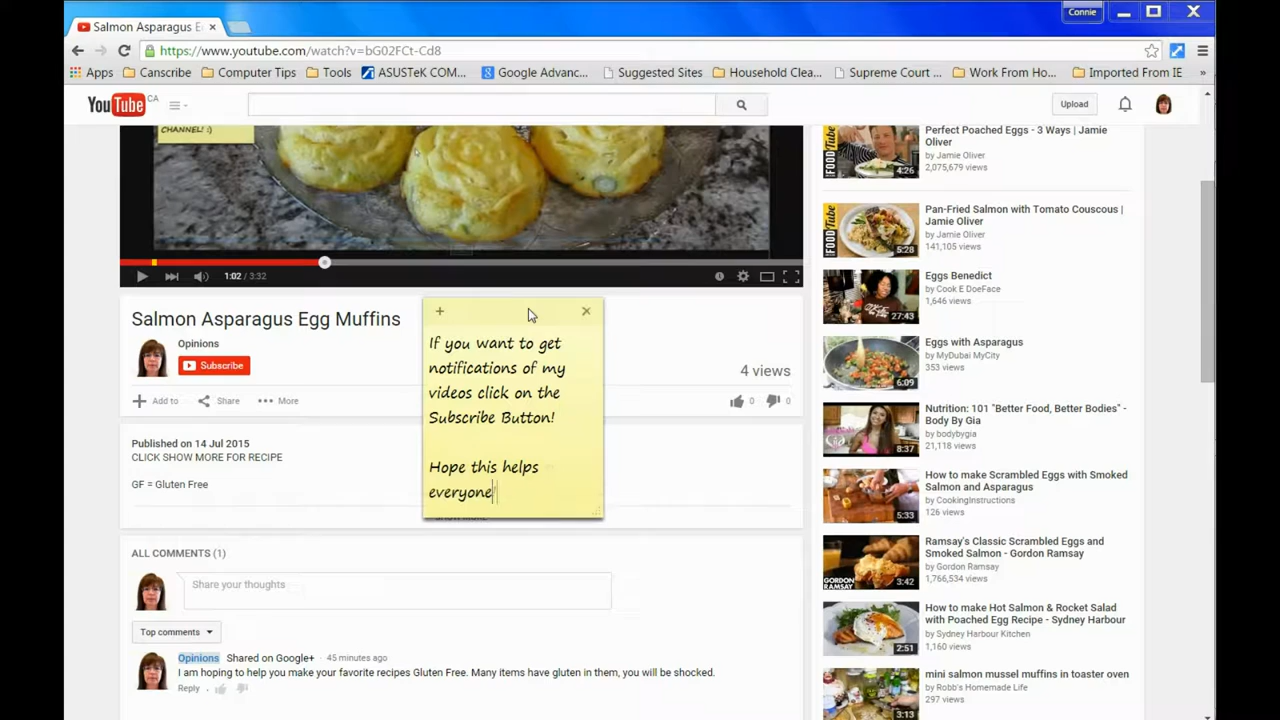 Connie
Salmon Asparagus E
https://www.youtube.com/watch?v=bG02FCt-Cd8
Apps Canscribe Computer Tips Tools ASUSTeK COM... Google Advanc... Suggested Sites Household Clea... Supreme Court ... Work From Ho... Imported From IE »
YouTube CA
Upload
CHANNEL! :)
1:02 / 3:32
Salmon Asparagus Egg Muffins
Opinions
Subscribe
4 views
Add to Share More
0 0
If you want to get
notifications of my
videos click on the
Subscribe Button!
Hope this helps
everyone
Published on 14 Jul 2015
CLICK SHOW MORE FOR RECIPE
GF = Gluten Free
ALL COMMENTS (1)
Share your thoughts
Top comments
Opinions Shared on Google+ · 45 minutes ago
I am hoping to help you make your favorite recipes Gluten Free. Many items have gluten in them, you will be shocked.
Reply ·
Perfect Poached Eggs - 3 Ways | Jamie
Oliver
by Jamie Oliver
2,075,679 views
FOOD Tube
4:26
Pan-Fried Salmon with Tomato Couscous |
Jamie Oliver
by Jamie Oliver
141,105 views
FOOD Tube
5:28
Eggs Benedict
by Cook E DoeFace
1,646 views
27:43
Eggs with Asparagus
by MyDubai MyCity
353 views
6:09
Nutrition: 101 "Better Food, Better Bodies" -
Body By Gia
by bodybygia
21,118 views
8:37
How to make Scrambled Eggs with Smoked
Salmon and Asparagus
by CookingInstructions
126 views
5:33
Ramsay's Classic Scrambled Eggs and
Smoked Salmon - Gordon Ramsay
by Gordon Ramsay
1,766,534 views
GORDON
RAMSAY
3:42
How to make Hot Salmon & Rocket Salad
with Poached Egg Recipe - Sydney Harbour
by Sydney Harbour Kitchen
1,160 views
2:51
mini salmon mussel muffins in toaster oven
by Robb's Homemade Life
297 views
3:13